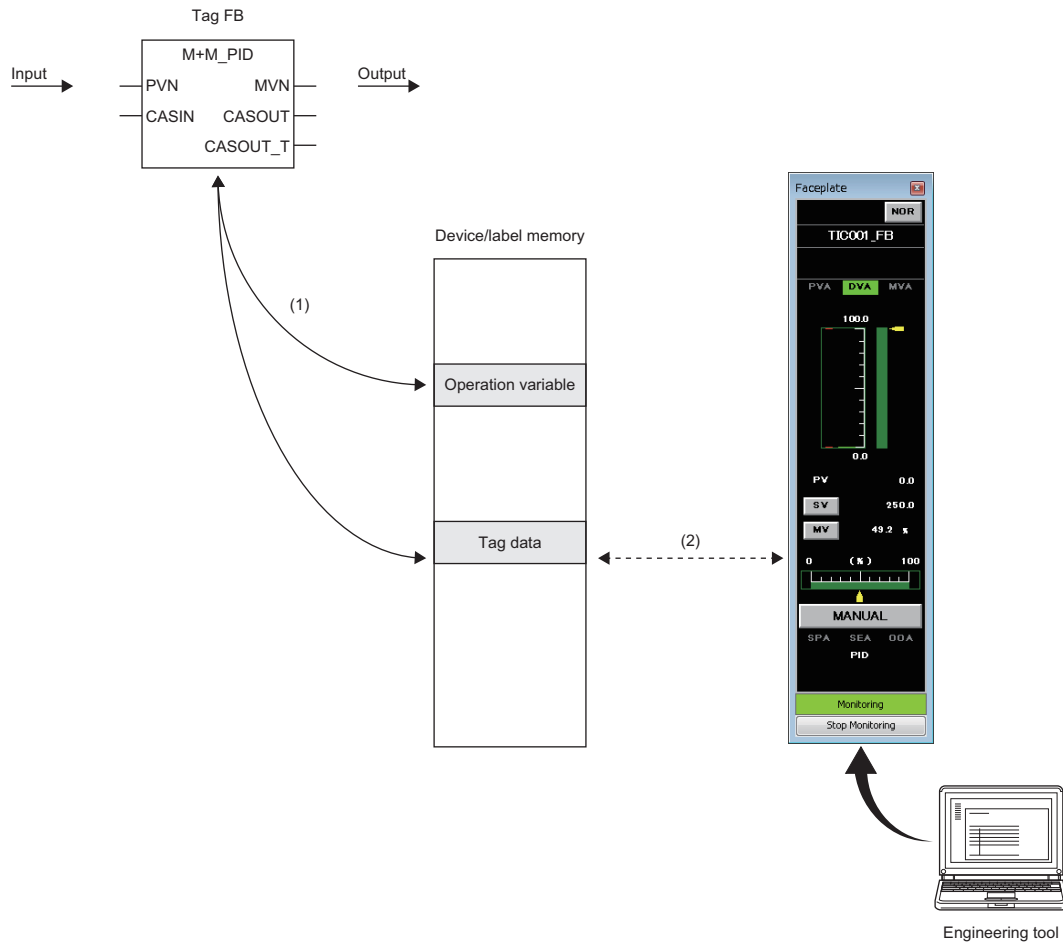 Tag FB
M+M_PID
Input
Output
PVN MVN
CASIN CASOUT
CASOUT_T
Device/label memory
(1)
Operation variable
Tag data
(2)
Faceplate
NOR
TIC001_FB
PVA DVA MVA
100.0
0.0
PV 0.0
SV 250.0
MV 49.2 %
0 (%) 100
MANUAL
SPA SEA OOA
PID
Monitoring
Stop Monitoring
Engineering tool